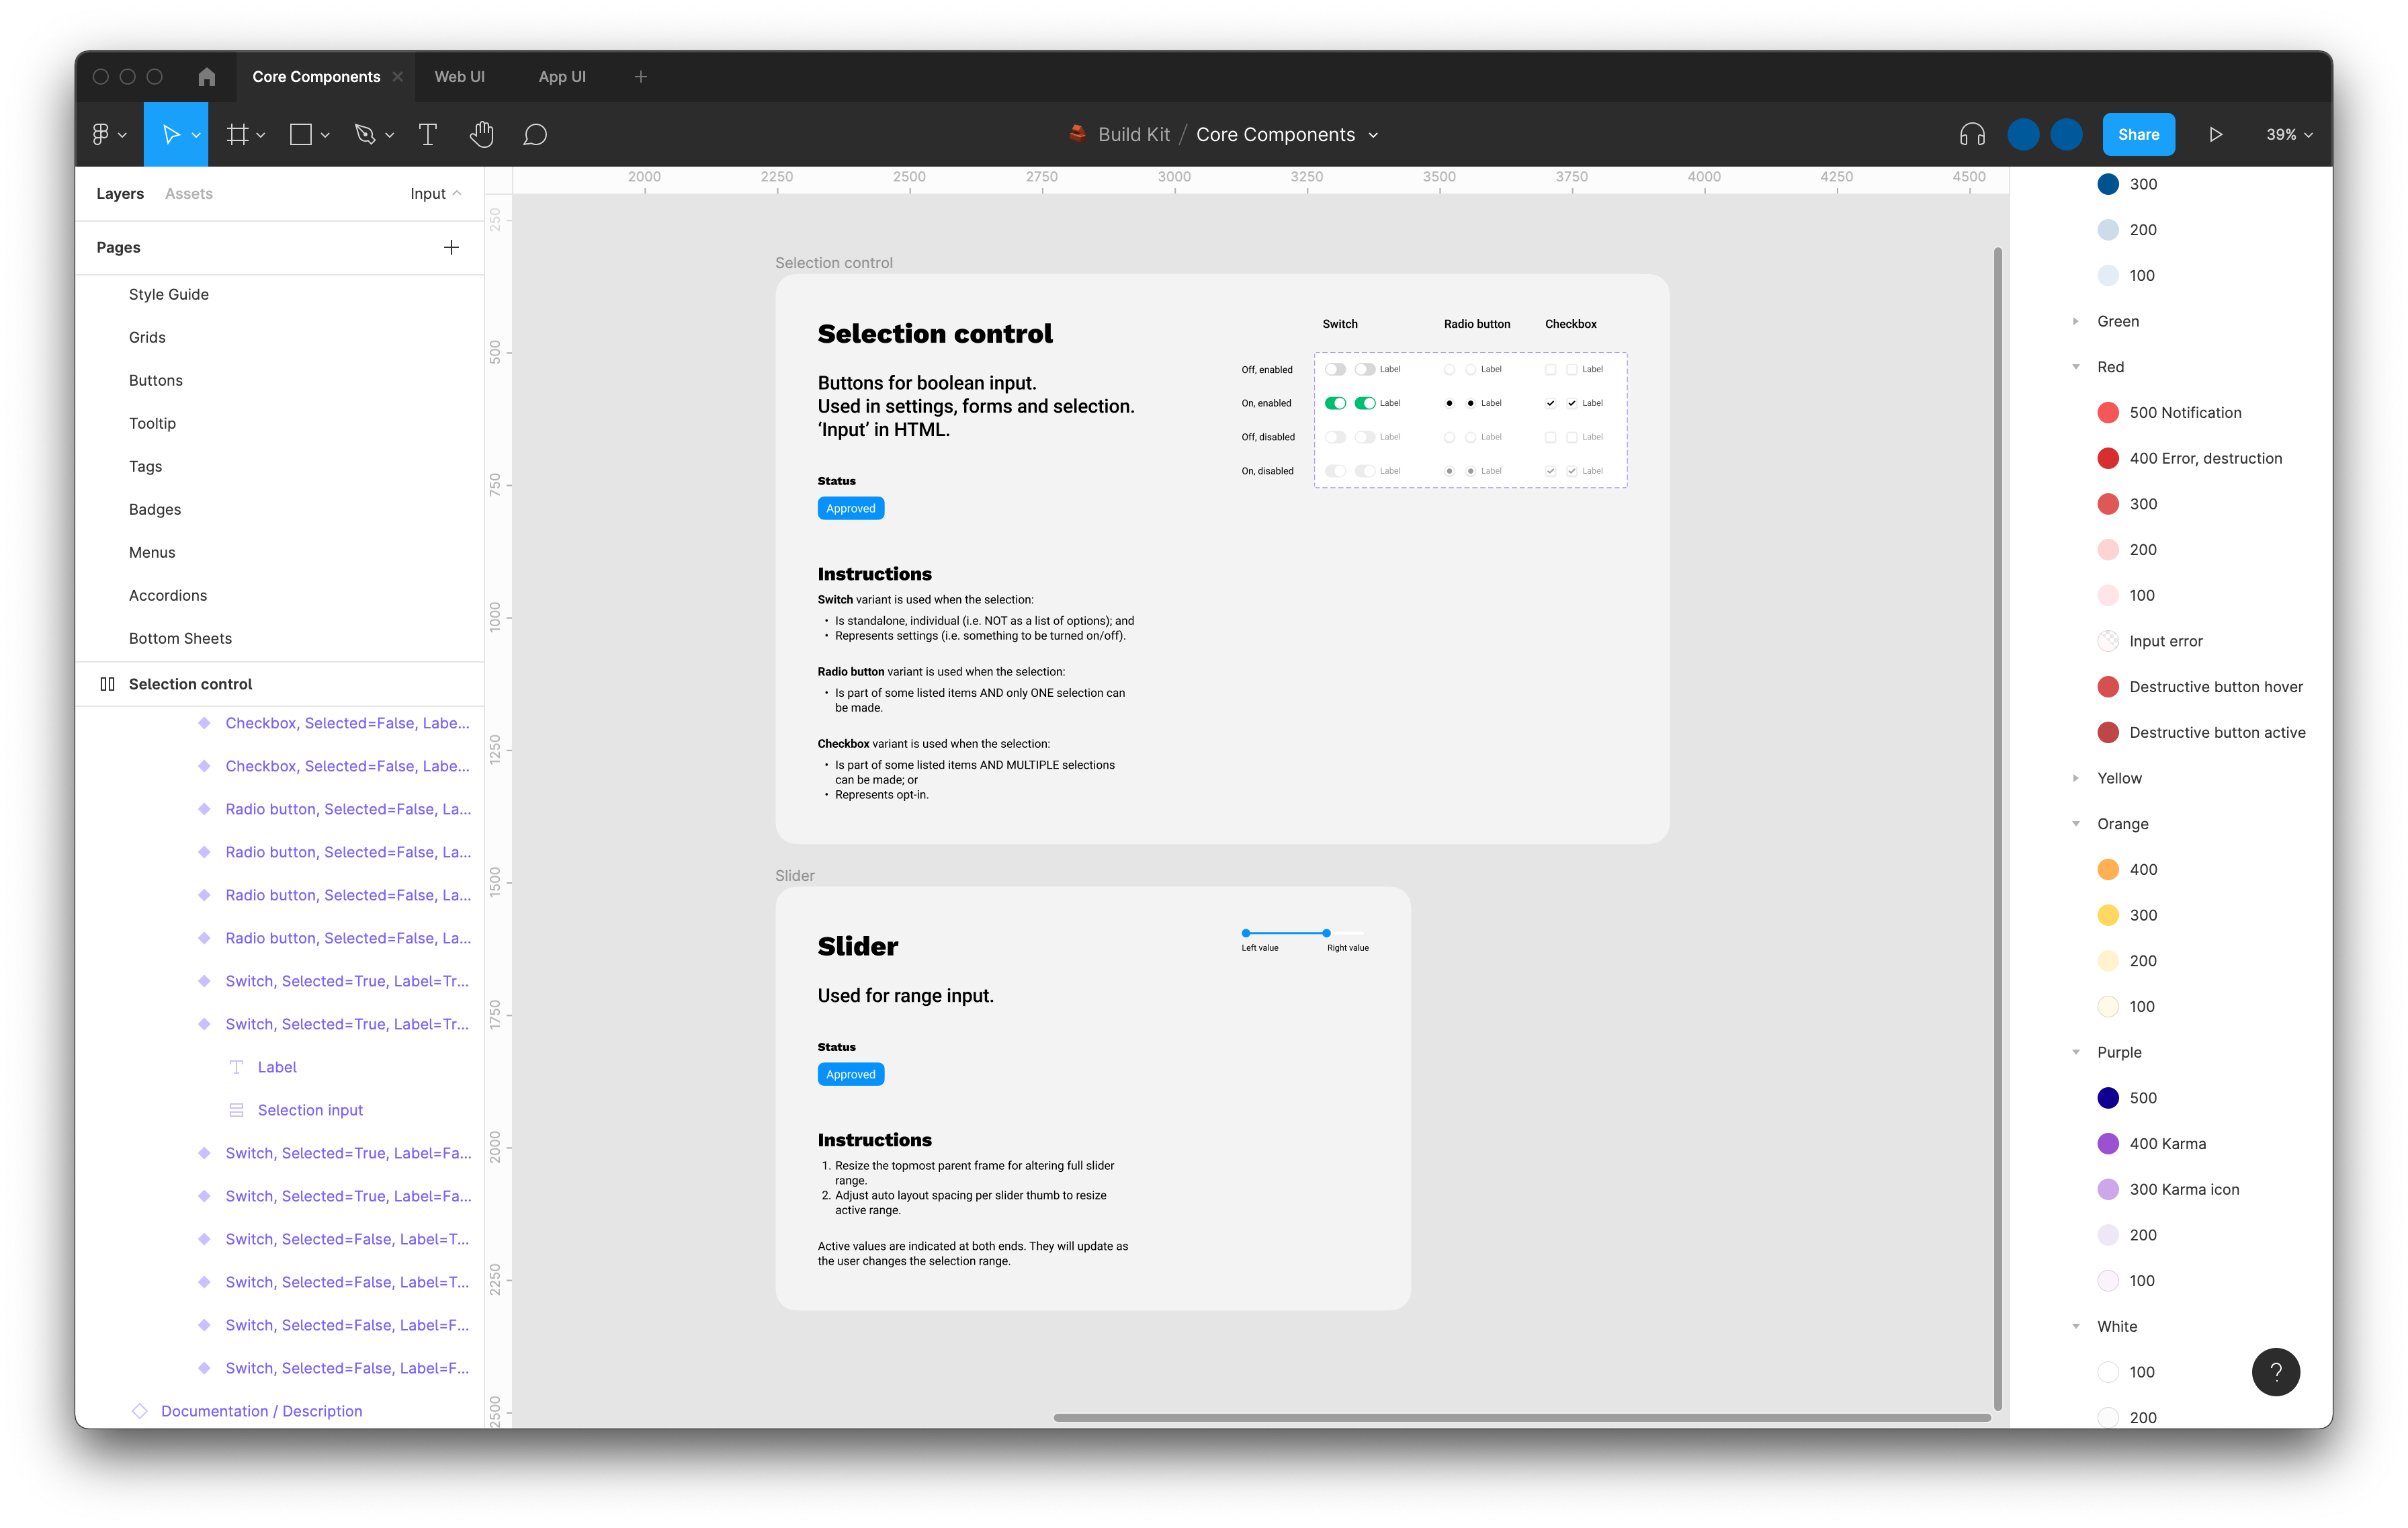 Core Components
Web UI
App UI
Build Kit / Core Components
Share
39%
Layers
Assets
Input
Pages
Style Guide
Grids
Buttons
Tooltip
Tags
Badges
Menus
Accordions
Bottom Sheets
Selection control
Checkbox, Selected=False, Labe...
Checkbox, Selected=False, Labe...
Radio button, Selected=False, La...
Radio button, Selected=False, La...
Radio button, Selected=False, La...
Radio button, Selected=False, La...
Switch, Selected=True, Label=Tr...
Switch, Selected=True, Label=Tr...
Label
Selection input
Switch, Selected=True, Label=Fa...
Switch, Selected=True, Label=Fa...
Switch, Selected=False, Label=T...
Switch, Selected=False, Label=T...
Switch, Selected=False, Label=F...
Switch, Selected=False, Label=F...
Documentation / Description
2000 2250 2500 2750 3000 3250 3500 3750 4000 4250 4500
250
500
750
1000
1250
1500
1750
2000
2250
2500
Selection control
Selection control
Buttons for boolean input.
Used in settings, forms and selection.
‘Input’ in HTML.
Status
Approved
Switch Radio button Checkbox
Off, enabled Label Label Label
On, enabled Label Label Label
Off, disabled Label Label Label
On, disabled Label Label Label
Instructions
Switch variant is used when the selection:
• Is standalone, individual (i.e. NOT as a list of options); and
• Represents settings (i.e. something to be turned on/off).
Radio button variant is used when the selection:
• Is part of some listed items AND only ONE selection can
be made.
Checkbox variant is used when the selection:
• Is part of some listed items AND MULTIPLE selections
can be made; or
• Represents opt-in.
Slider
Slider
Used for range input.
Status
Approved
Left value Right value
Instructions
1. Resize the topmost parent frame for altering full slider
range.
2. Adjust auto layout spacing per slider thumb to resize
active range.
Active values are indicated at both ends. They will update as
the user changes the selection range.
300
200
100
Green
Red
500 Notification
400 Error, destruction
300
200
100
Input error
Destructive button hover
Destructive button active
Yellow
Orange
400
300
200
100
Purple
500
400 Karma
300 Karma icon
200
100
White
100
200
?